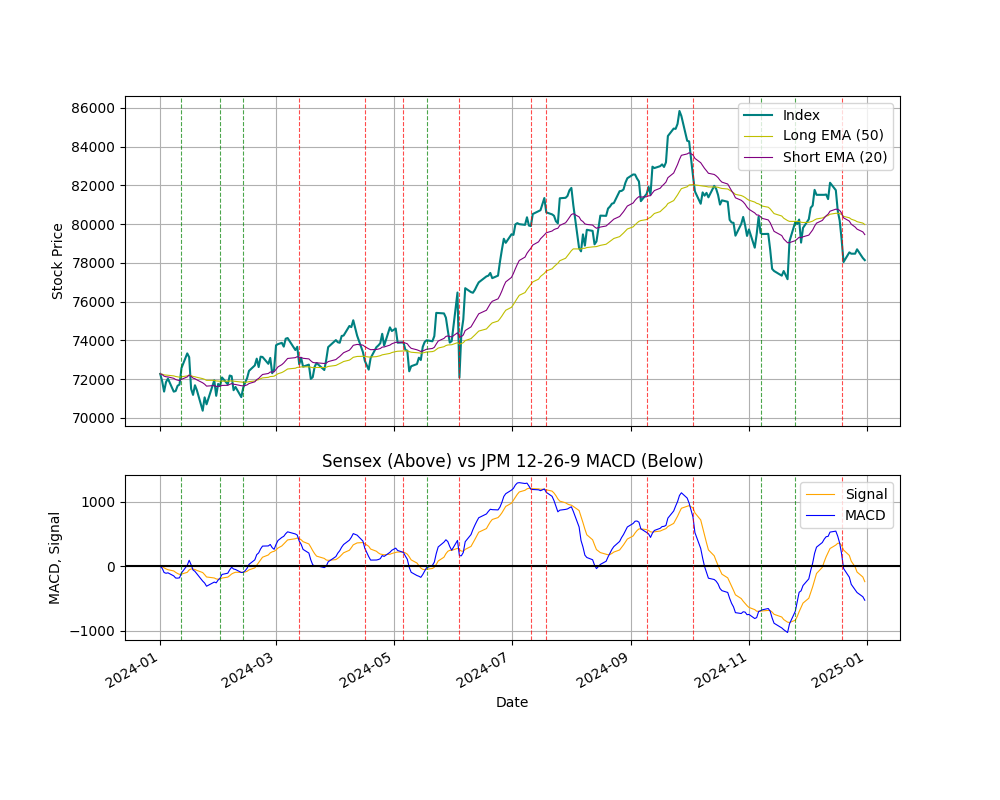 86000
84000
82000
80000
78000
76000
74000
72000
70000
Stock Price
Index
Long EMA (50)
Short EMA (20)
Sensex (Above) vs JPM 12-26-9 MACD (Below)
1000
0
−1000
MACD, Signal
Signal
MACD
2024-01
2024-03
2024-05
2024-07
2024-09
2024-11
2025-01
Date